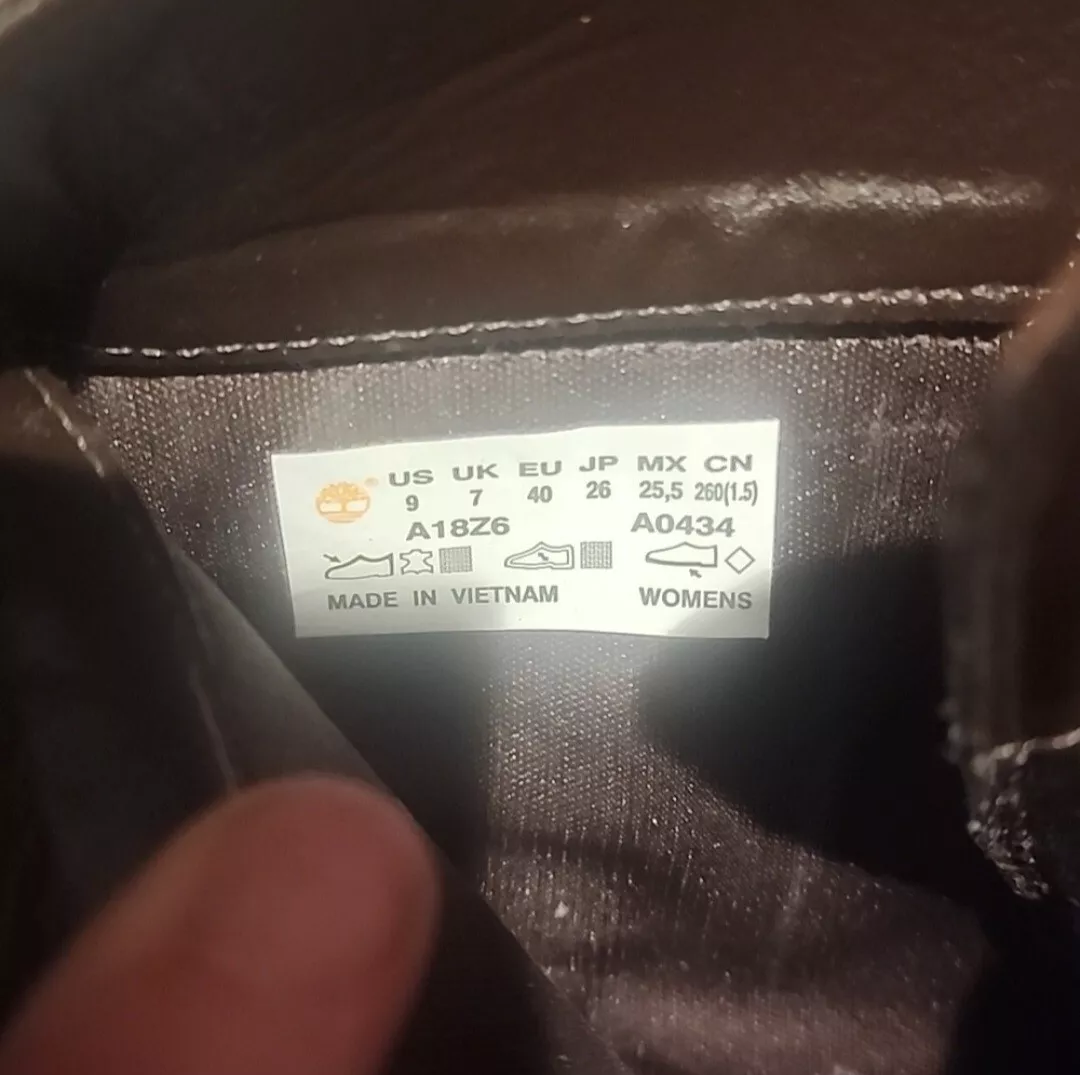 US UK EU JP MX CN
9 7 40 26 25,5 260(1.5)
A18Z6 A0434
MADE IN VIETNAM WOMENS